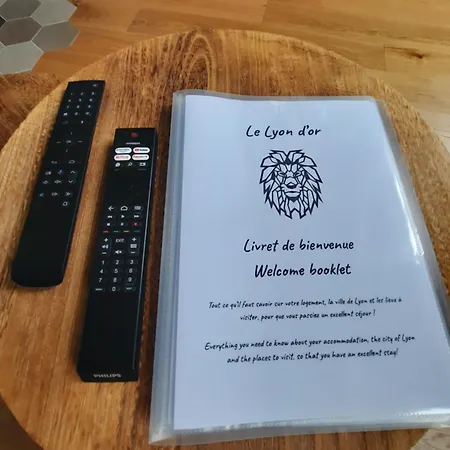 Le Lyon d'or
Livret de bienvenue
Welcome booklet
Tout ce qu'il faut savoir sur votre logement, la ville de Lyon et les lieux à
visiter, pour que vous passiez un excellent séjour !
Everything you need to know about your accommodation, the city of Lyon
and the places to visit, so that you have an excellent stay!
EXIT
PHILIPS